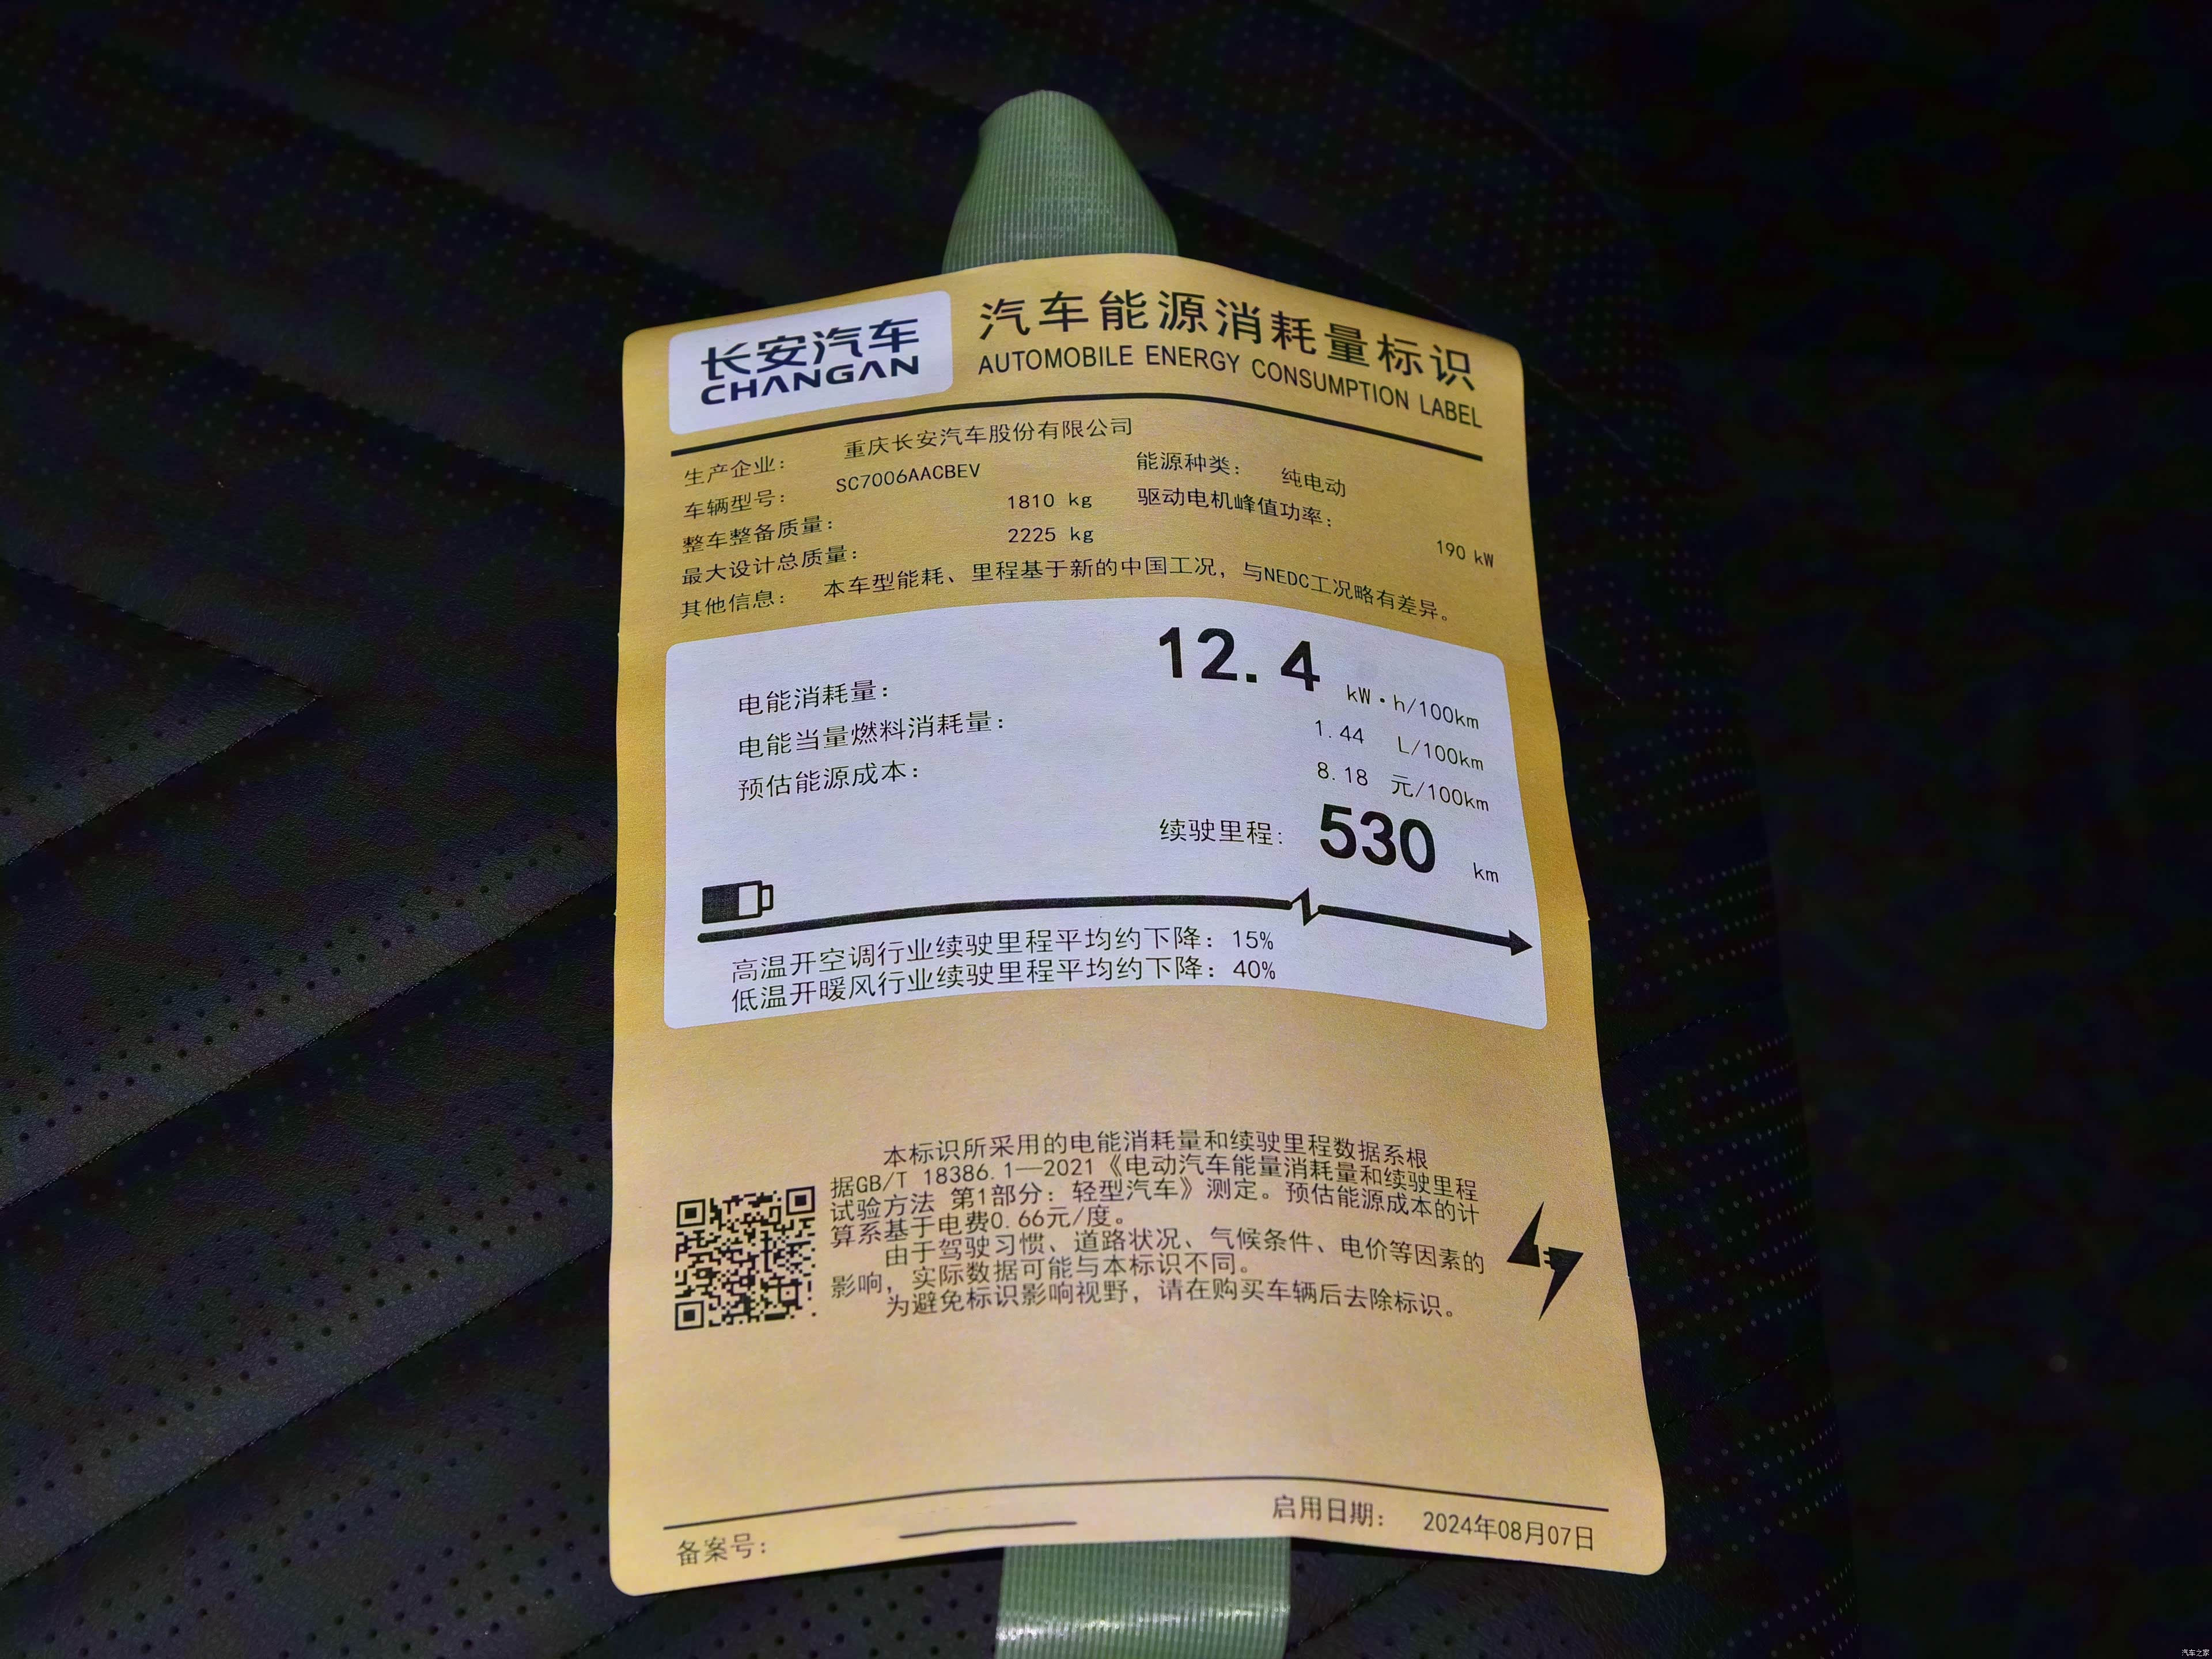 长安汽车
CHANGAN
汽车能源消耗量标识
AUTOMOBILE ENERGY CONSUMPTION LABEL
生产企业： 重庆长安汽车股份有限公司
车辆型号： SC7006AACBEV 能源种类： 纯电动
整车整备质量： 1810 kg 驱动电机峰值功率： 190 kW
最大设计总质量： 2225 kg
其他信息： 本车型能耗、里程基于新的中国工况，与NEDC工况略有差异。
电能消耗量： 12.4 kW·h/100km
电能当量燃料消耗量： 1.44 L/100km
预估能源成本： 8.18 元/100km
续驶里程: 530 km
高温开空调行业续驶里程平均约下降: 15%
低温开暖风行业续驶里程平均约下降: 40%
本标识所采用的电能消耗量和续驶里程数据系根
据GB/T 18386.1—2021《电动汽车能量消耗量和续驶里程
试验方法 第1部分：轻型汽车》测定。预估能源成本的计
算系基于电费0.66元/度。
由于驾驶习惯、道路状况、气候条件、电价等因素的
影响，实际数据可能与本标识不同。
为避免标识影响视野，请在购买车辆后去除标识。
备案号： 启用日期： 2024年08月07日
汽车之家